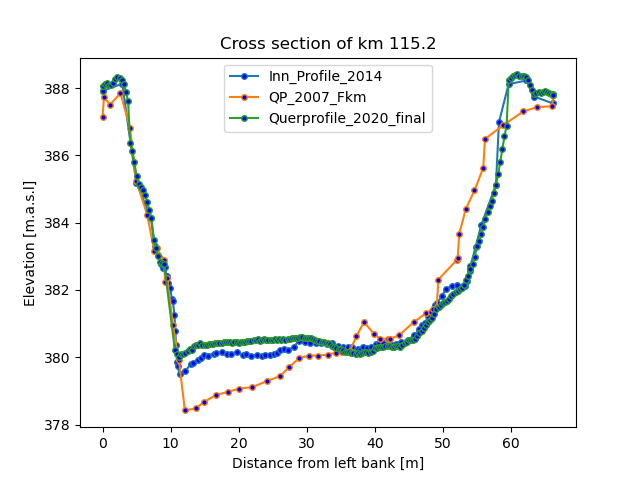 Cross section of km 115.2
Inn_Profile_2014
QP_2007_Fkm
Querprofile_2020_final
388
386
384
382
380
378
Elevation [m.a.s.l]
0 10 20 30 40 50 60
Distance from left bank [m]